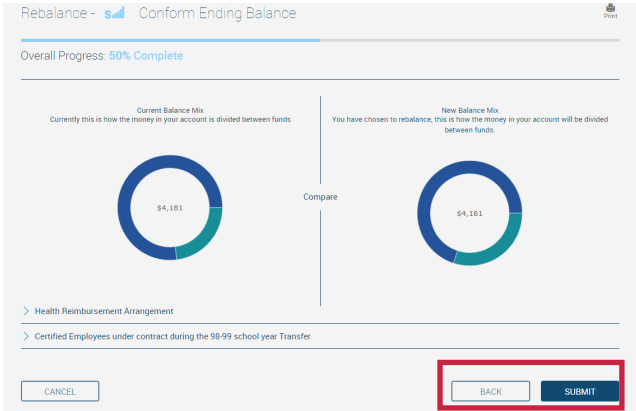 Rebalance - $ Conform Ending Balance
Print
Overall Progress: 50% Complete
Current Balance Mix
Currently this is how the money in your account is divided between funds
New Balance Mix
You have chosen to rebalance, this is how the money in your account will be divided
between funds.
$4,181
Compare
$4,181
Health Reimbursement Arrangement
Certified Employees under contract during the 98-99 school year Transfer
CANCEL
BACK
SUBMIT